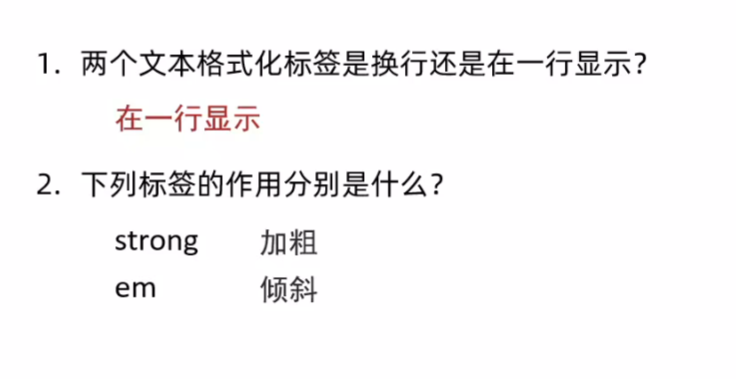 1. 两个文本格式化标签是换行还是在一行显示？
在一行显示
2. 下列标签的作用分别是什么？
strong 加粗
em 倾斜